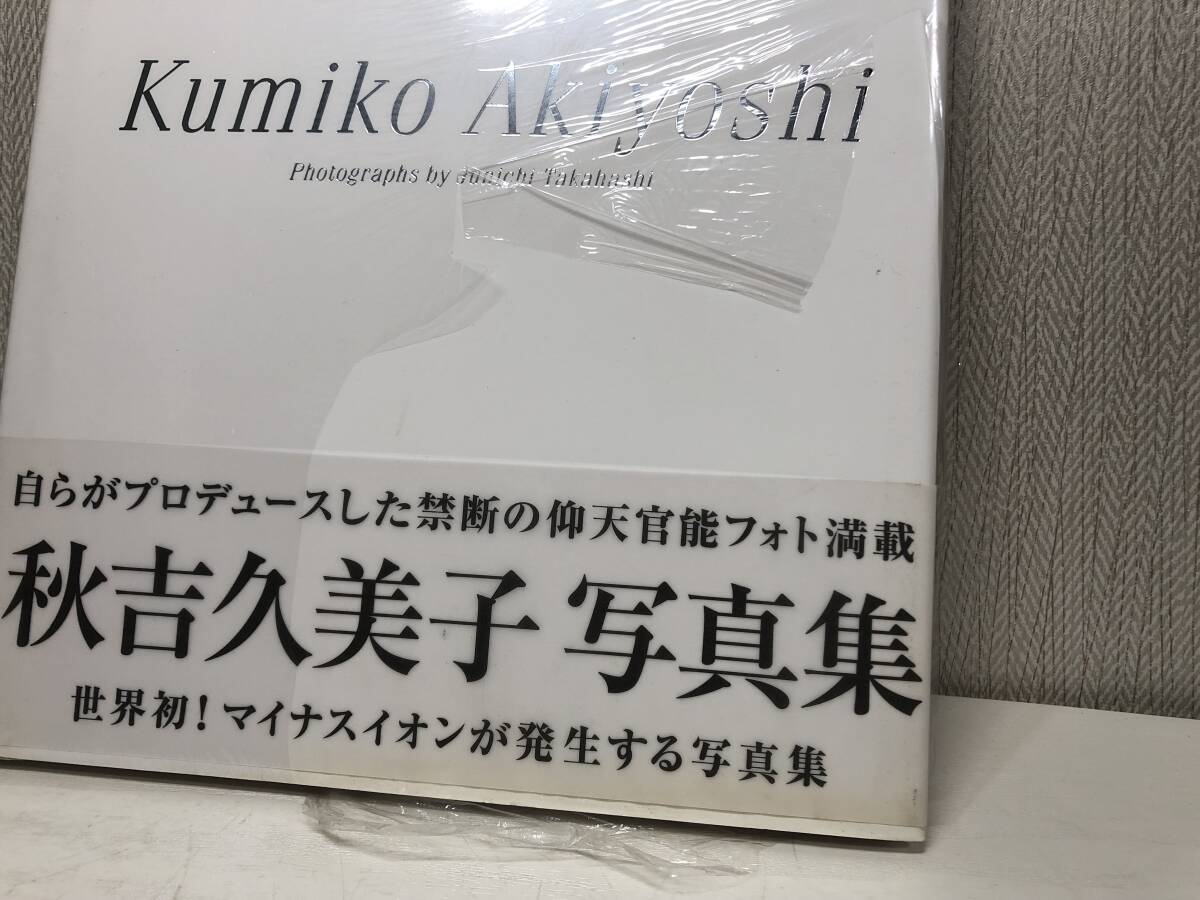 Kumiko Akiyoshi
Photographs by Junichi Takahashi
自らがプロデュースした禁断の仰天官能フォト満載
秋吉久美子 写真集
世界初！マイナスイオンが発生する写真集